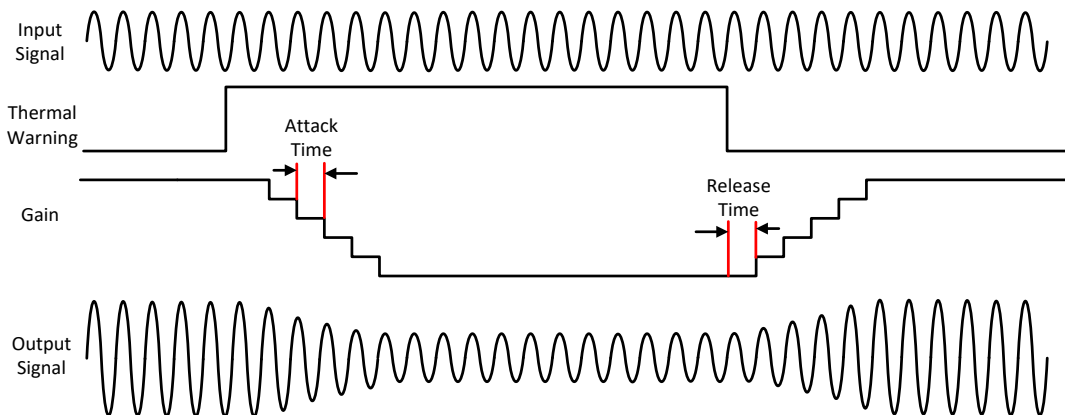 Input
Signal
Thermal
Warning
Attack
Time
Gain
Release
Time
Output
Signal